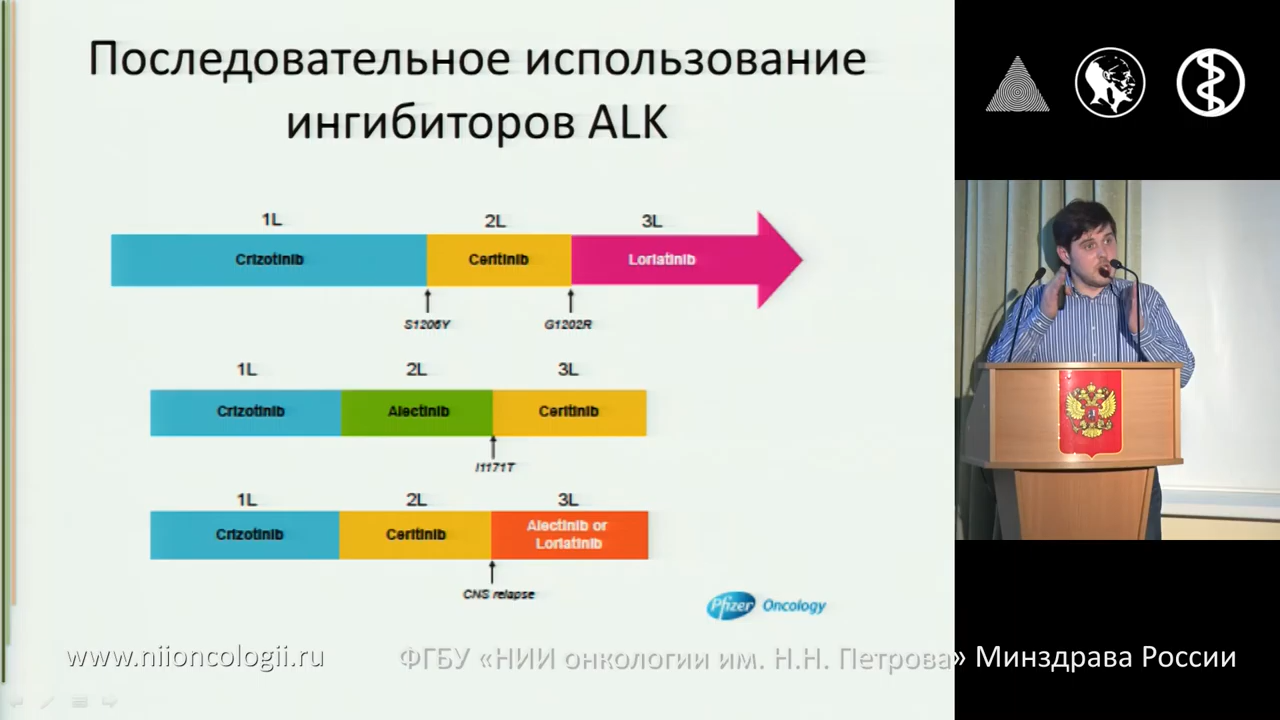 Последовательное использование
ингибиторов ALK
1L 2L 3L
Crizotinib Ceritinib Lorlatinib
S1206Y G1202R
1L 2L 3L
Crizotinib Alectinib Ceritinib
I1171T
1L 2L 3L
Crizotinib Ceritinib Alectinib or
Lorlatinib
CNS relapse
Pfizer Oncology
www.niioncologii.ru ФГБУ «НИИ онкологии им. Н.Н. Петрова» Минздрава России